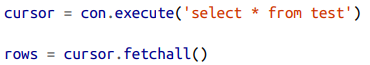 cursor = con.execute('select * from test')
rows = cursor.fetchall()